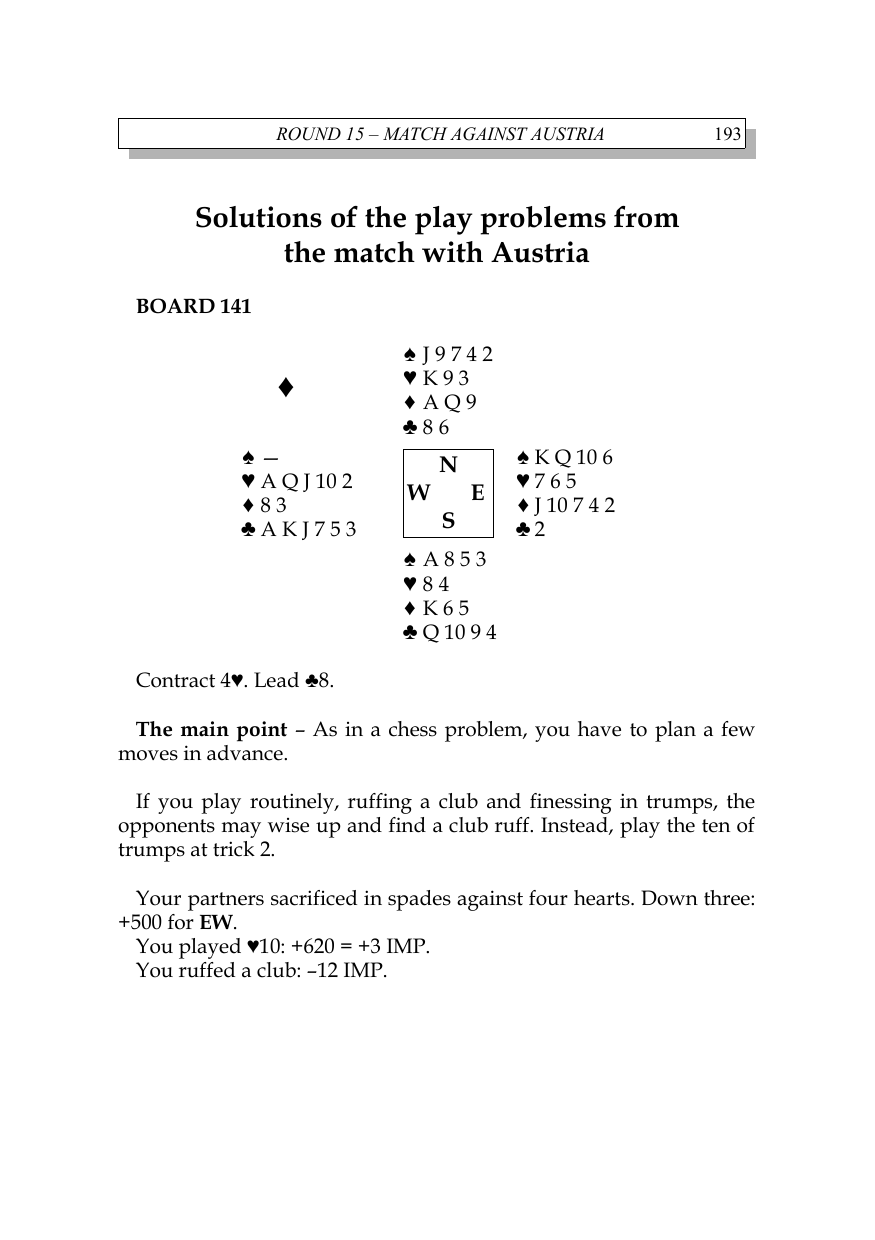 ROUND 15 – MATCH AGAINST AUSTRIA 193
Solutions of the play problems from
the match with Austria
BOARD 141
♠ J 9 7 4 2
♥ K 9 3
♦
♦ A Q 9
♣ 8 6
♠ —
♥ A Q J 10 2
♦ 8 3
♣ A K J 7 5 3
N
W E
S
♠ K Q 10 6
♥ 7 6 5
♦ J 10 7 4 2
♣ 2
♠ A 8 5 3
♥ 8 4
♦ K 6 5
♣ Q 10 9 4
Contract 4♥. Lead ♣8.
The main point – As in a chess problem, you have to plan a few
moves in advance.
If you play routinely, ruffing a club and finessing in trumps, the
opponents may wise up and find a club ruff. Instead, play the ten of
trumps at trick 2.
Your partners sacrificed in spades against four hearts. Down three:
+500 for EW.
You played ♥10: +620 = +3 IMP.
You ruffed a club: –12 IMP.